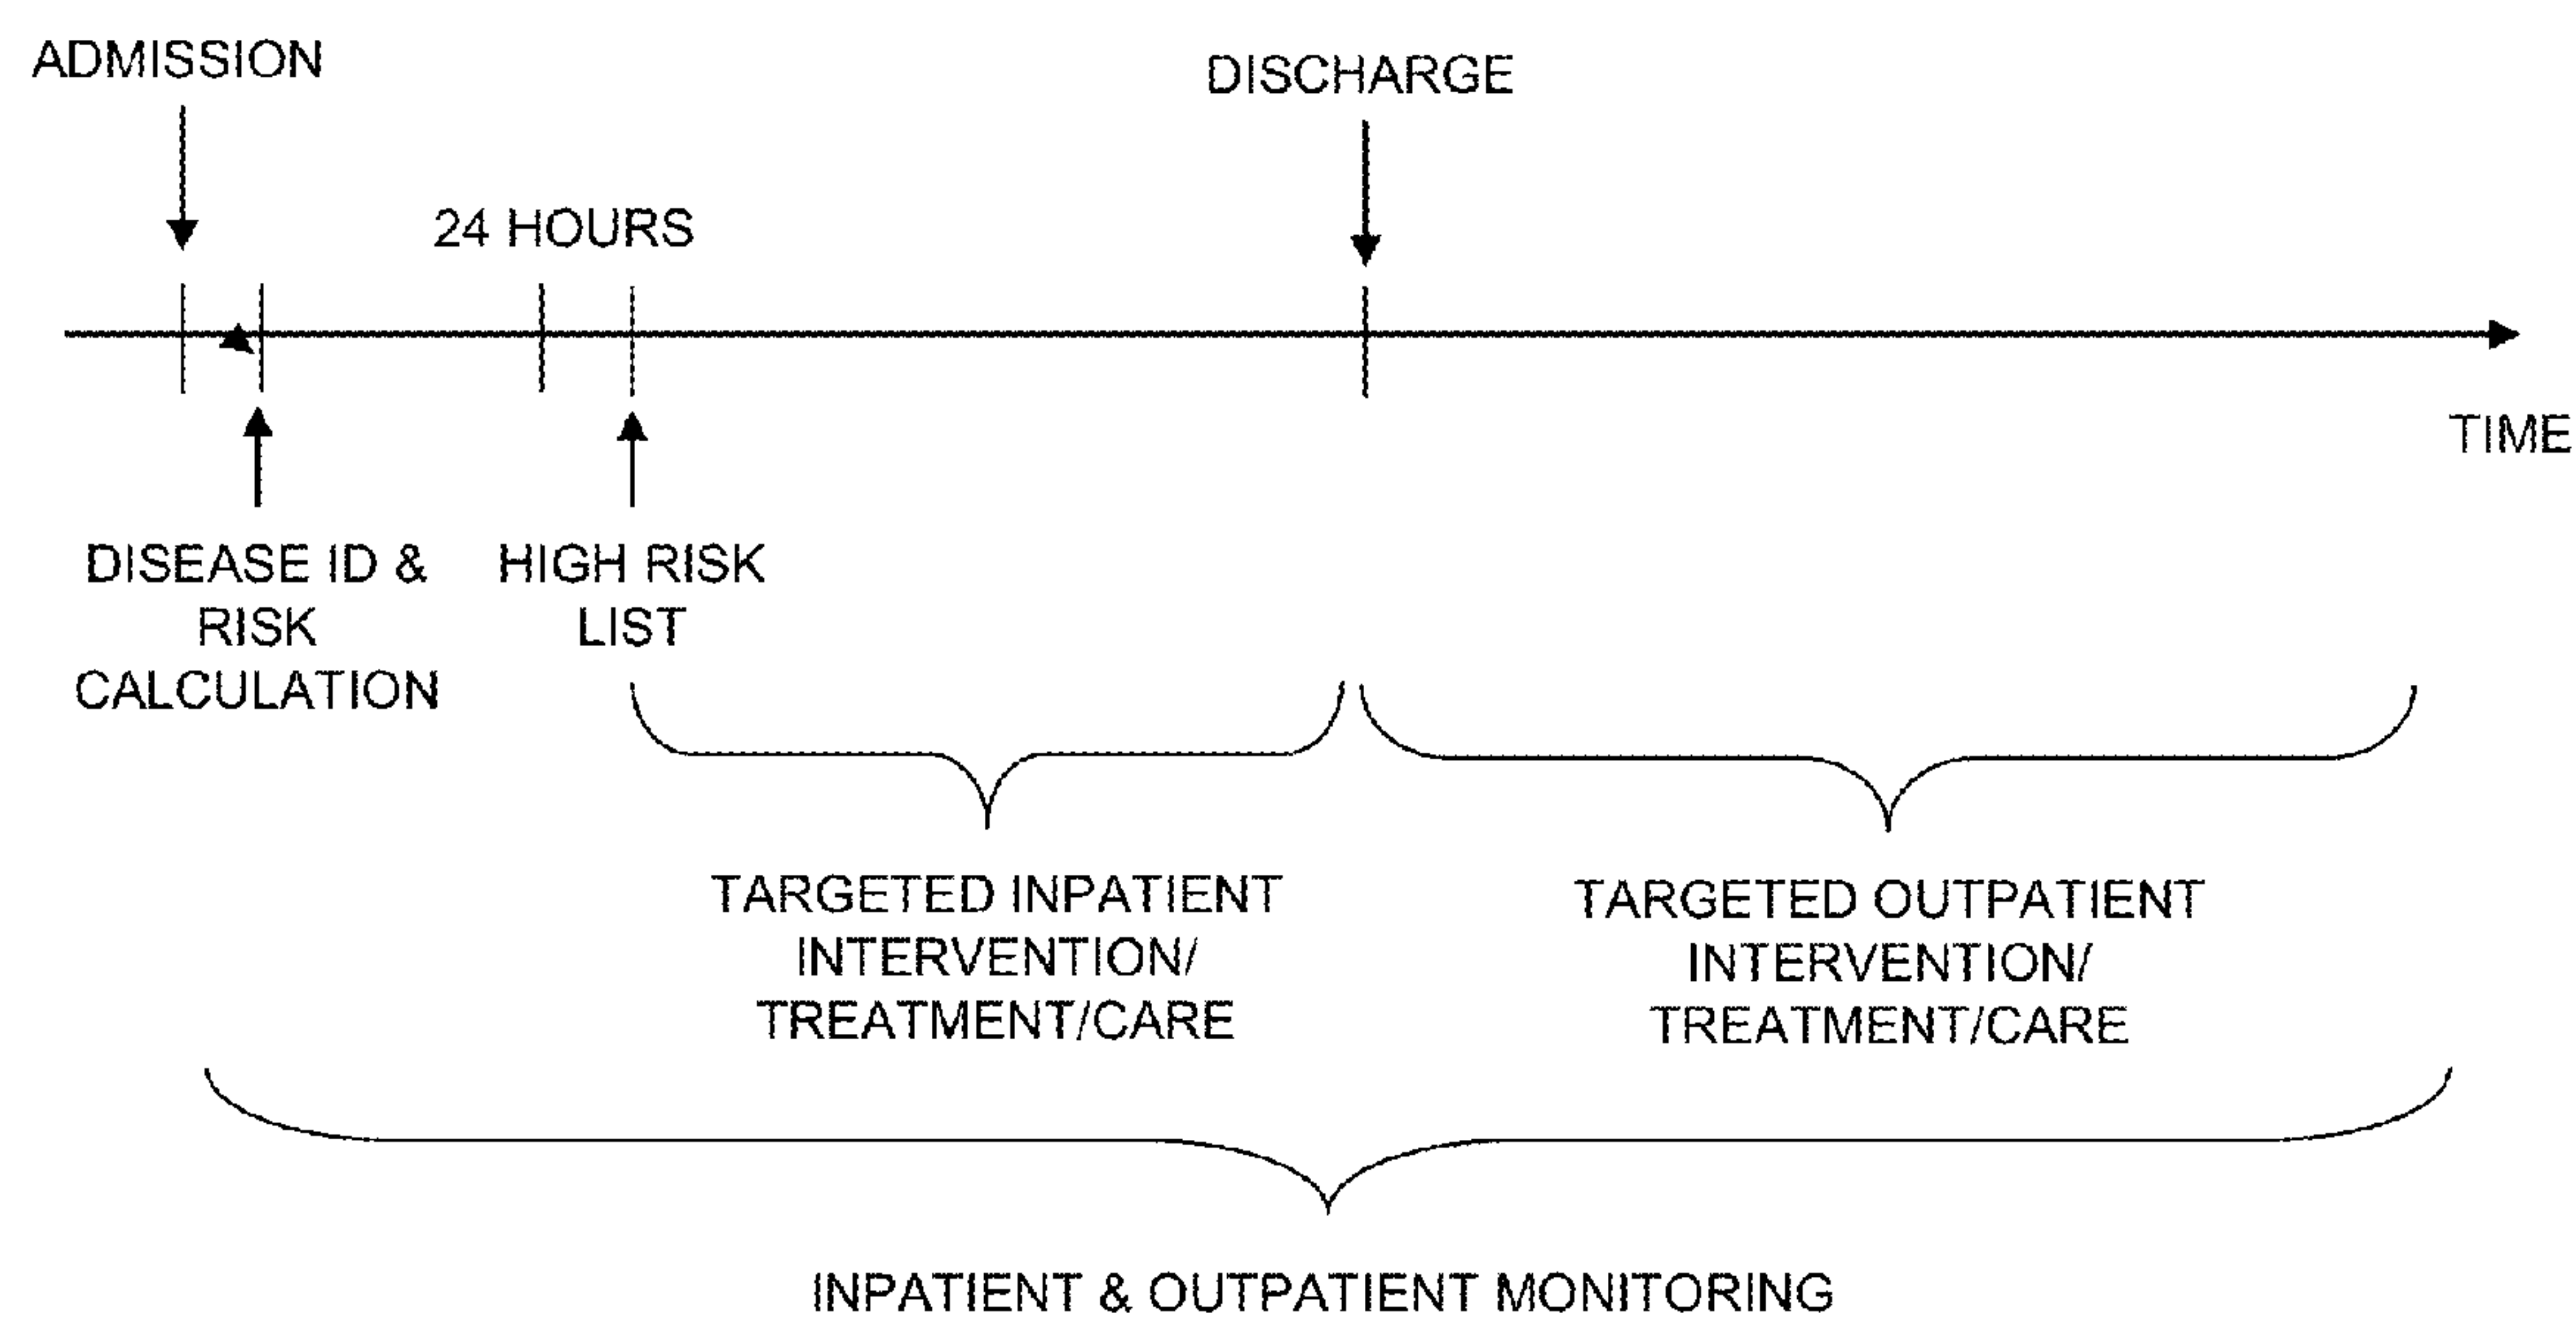 ADMISSION
DISCHARGE
24 HOURS
TIME
DISEASE ID &
RISK
CALCULATION
HIGH RISK
LIST
TARGETED INPATIENT
INTERVENTION/
TREATMENT/CARE
TARGETED OUTPATIENT
INTERVENTION/
TREATMENT/CARE
INPATIENT & OUTPATIENT MONITORING